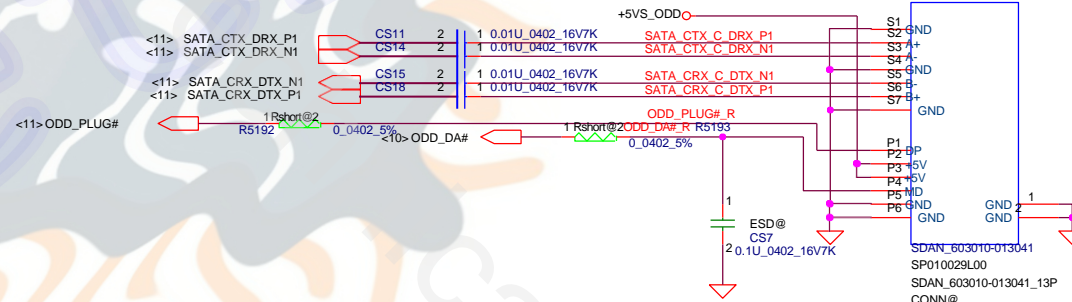 +5VS_ODD
<11> SATA_CTX_DRX_P1 CS11 2 1 0.01U_0402_16V7K SATA_CTX_C_DRX_P1
<11> SATA_CTX_DRX_N1 CS14 2 1 0.01U_0402_16V7K SATA_CTX_C_DRX_N1
<11> SATA_CRX_DTX_N1 CS15 2 1 0.01U_0402_16V7K SATA_CRX_C_DTX_N1
<11> SATA_CRX_DTX_P1 CS18 2 1 0.01U_0402_16V7K SATA_CRX_C_DTX_P1
S1 GND
S2 A+
S3 A-
S4 GND
S5 B-
S6 B+
S7 GND
<11> ODD_PLUG# 1 Rshort@ 2 ODD_PLUG#_R
R5192 0_0402_5%
<10> ODD_DA# 1 Rshort@ 2 ODD_DA#_R R5193
0_0402_5%
P1 DP
P2 +5V
P3 +5V
P4 MD
P5 GND
P6 GND
GND 1
GND 2
1
ESD@
CS7
2 0.1U_0402_16V7K
SDAN_603010-013041
SP010029L00
SDAN_603010-013041_13P
CONN@